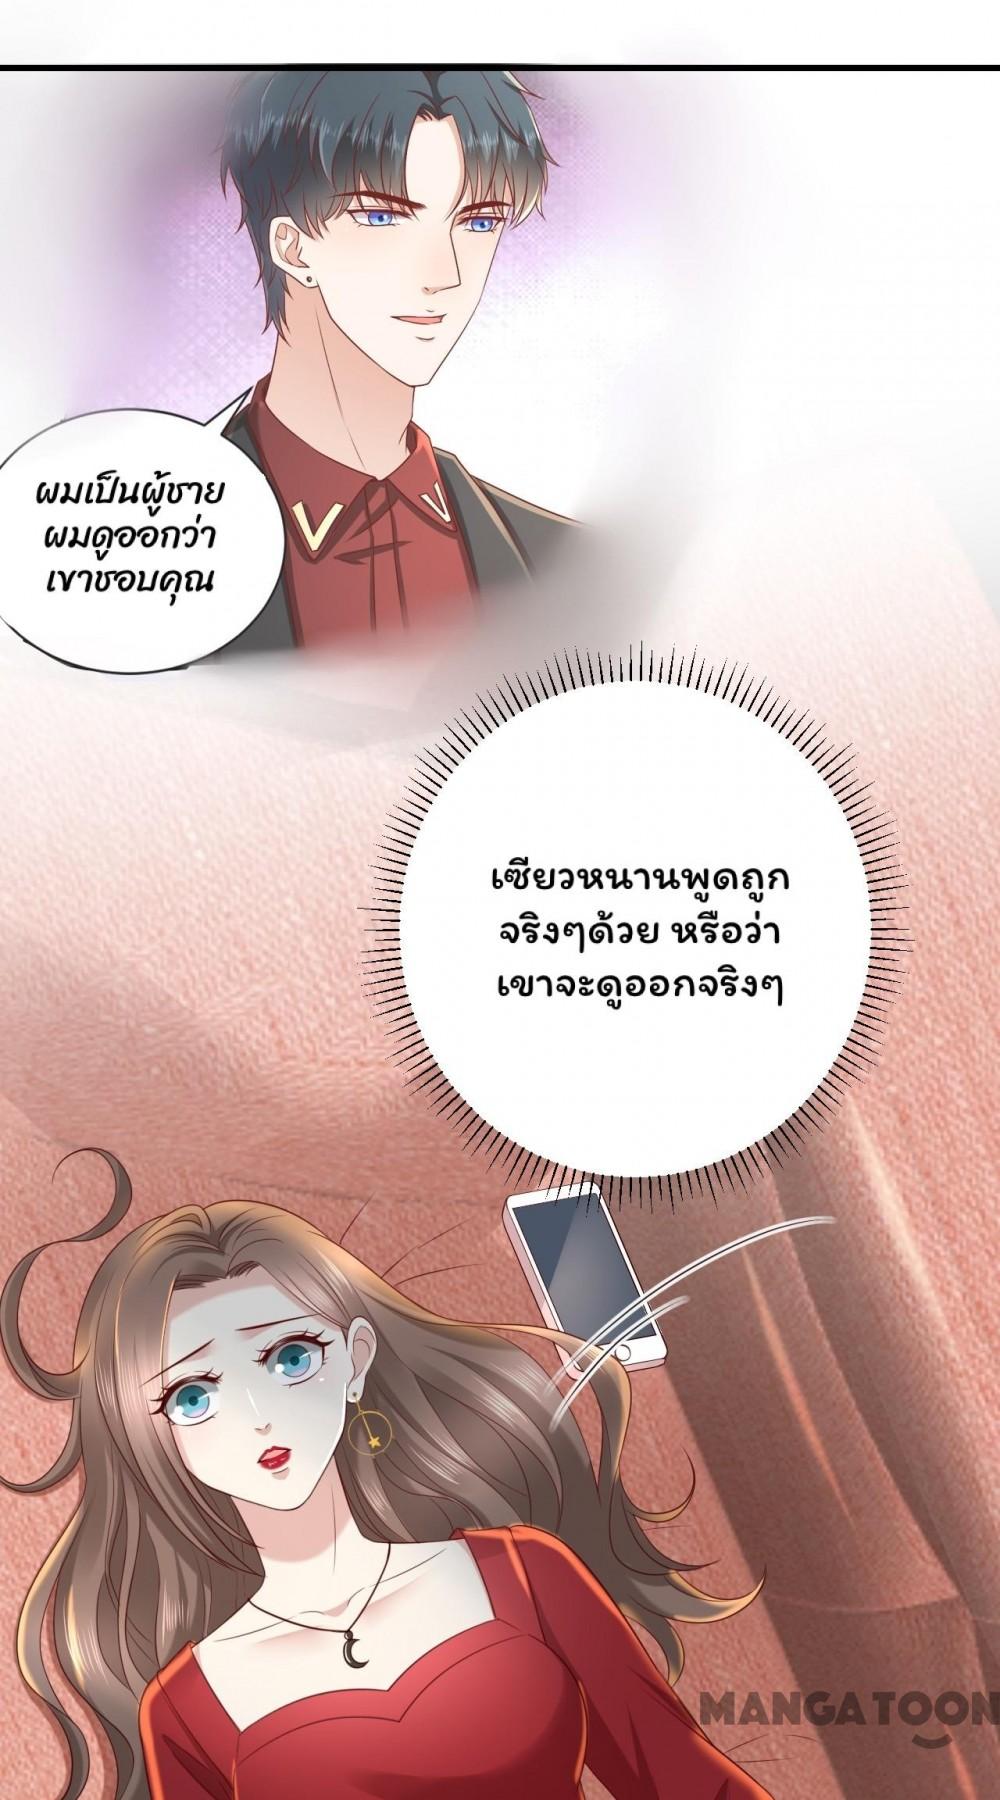 ผมเป็นผู้ชาย
ผมดูออกว่า
เขาชอบคุณ
เซียวหนานพูดถูก
จริงๆด้วย หรือว่า
เขาจะดูออกจริงๆ
MANGATOON